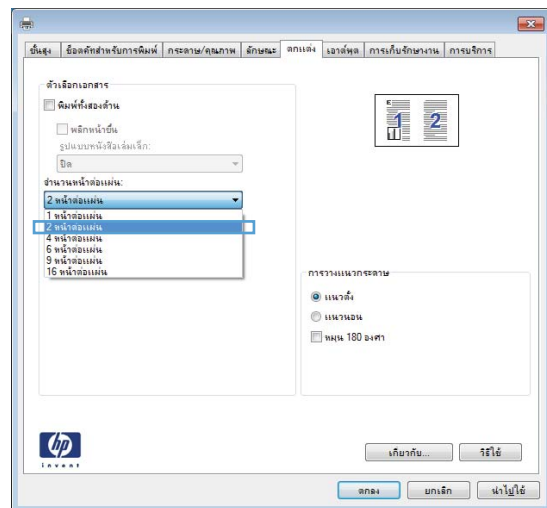 ขั้นสูง ช็อตคัทสำหรับการพิมพ์ กระดาษ/คุณภาพ ลักษณะ ตกแต่ง เอาต์พุต การเก็บรักษางาน การบริการ
ตัวเลือกเอกสาร
พิมพ์ทั้งสองด้าน
พลิกหน้าขึ้น
รูปแบบหนังสือเล่มเล็ก:
ปิด
จำนวนหน้าต่อแผ่น:
2 หน้าต่อแผ่น
1 หน้าต่อแผ่น
2 หน้าต่อแผ่น
4 หน้าต่อแผ่น
6 หน้าต่อแผ่น
9 หน้าต่อแผ่น
16 หน้าต่อแผ่น
E
1 2
การวางแนวกระดาษ
แนวตั้ง
แนวนอน
หมุน 180 องศา
hp
invent
เกี่ยวกับ... วิธีใช้
ตกลง ยกเลิก นำไปใช้